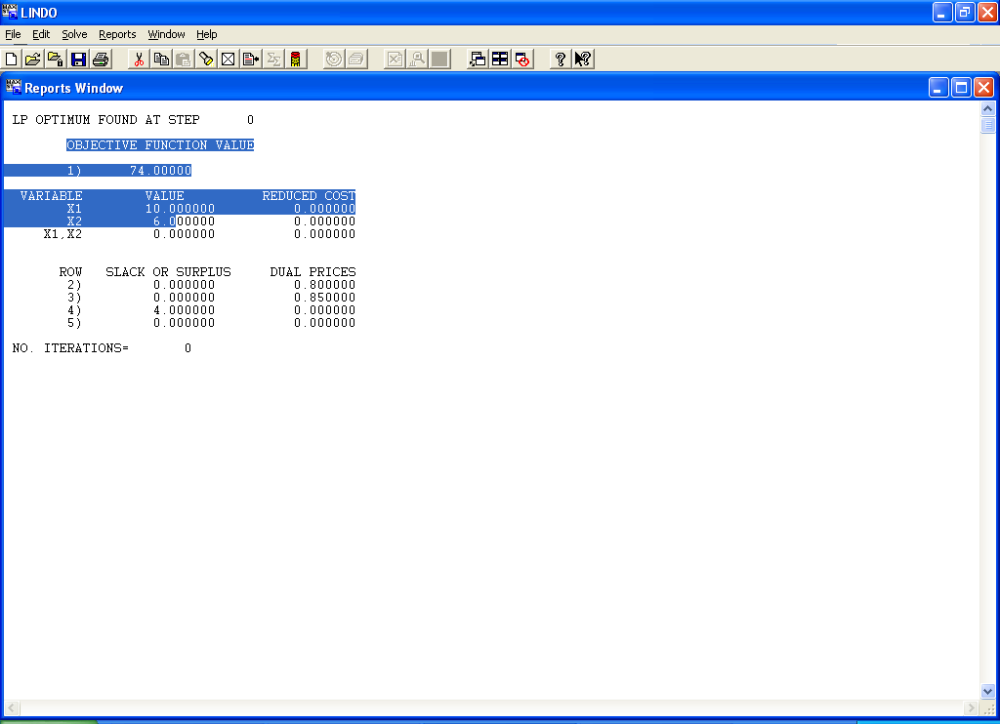 LINDO
File Edit Solve Reports Window Help
Reports Window
LP OPTIMUM FOUND AT STEP 0
OBJECTIVE FUNCTION VALUE
1) 74.00000
VARIABLE VALUE REDUCED COST
X1 10.000000 0.000000
X2 6.000000 0.000000
X1,X2 0.000000 0.000000
ROW SLACK OR SURPLUS DUAL PRICES
2) 0.000000 0.800000
3) 0.000000 0.850000
4) 4.000000 0.000000
5) 0.000000 0.000000
NO. ITERATIONS= 0